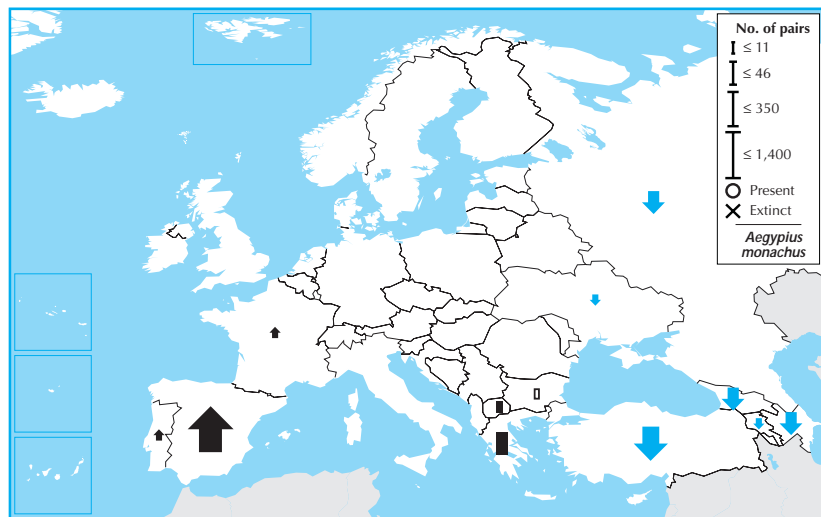 No. of pairs
≤ 11
≤ 46
≤ 350
≤ 1,400
Present
Extinct
Aegypius
monachus